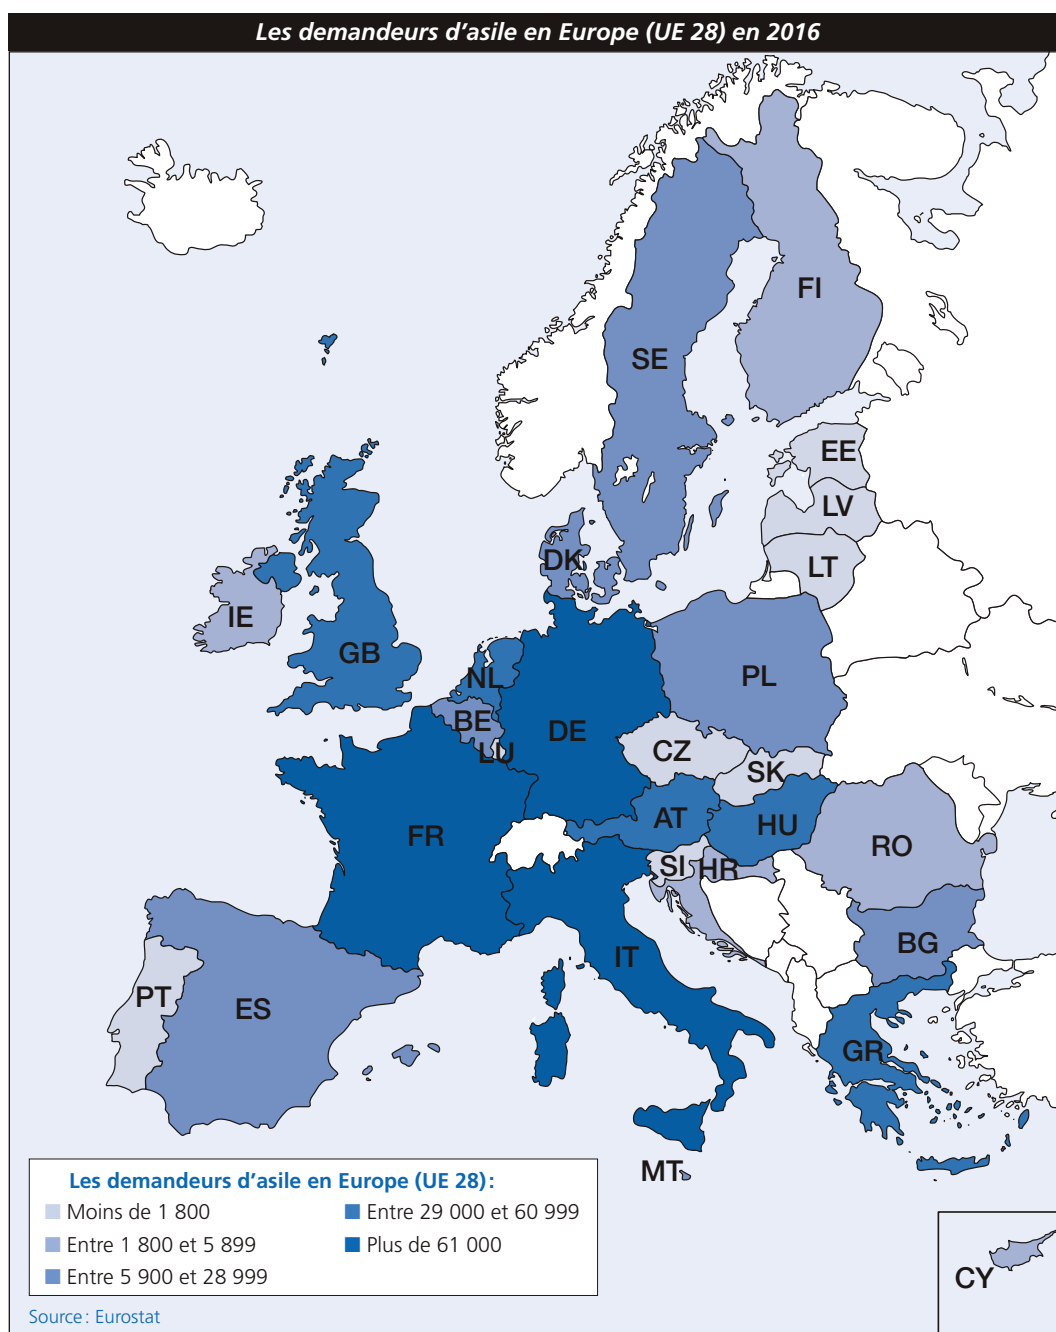 Les demandeurs d'asile en Europe (UE 28) en 2016
FI
SE
EE
LV
LT
DK
IE
GB
NL
PL
BE
DE
LU
CZ
SK
AT
HU
FR
RO
SI
HR
BG
IT
PT
ES
GR
MT
CY
Les demandeurs d'asile en Europe (UE 28) :
Moins de 1 800
Entre 1 800 et 5 899
Entre 5 900 et 28 999
Entre 29 000 et 60 999
Plus de 61 000
Source : Eurostat